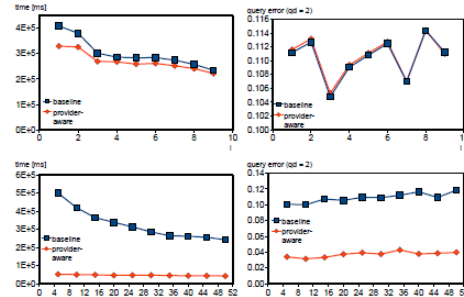 time [ms]
4E+5
3E+5
2E+5
1E+5
0E+0
baseline
provider-
aware
0 2 4 6 8 10
query error (qd = 2)
0.116
0.114
0.112
0.110
0.108
0.106
0.104
0.102
0.100
baseline
provider-
aware
0 2 4 6 8 10
time [ms]
6E+5
5E+5
4E+5
3E+5
2E+5
1E+5
0E+0
baseline
provider-
aware
0 4 8 12 16 20 24 28 32 36 40 44 48 52
query error (qd = 2)
0.14
0.12
0.10
0.08
0.06
0.04
0.02
0.00
baseline
provider-
aware
0 4 8 12 16 20 24 28 32 36 40 44 48 52